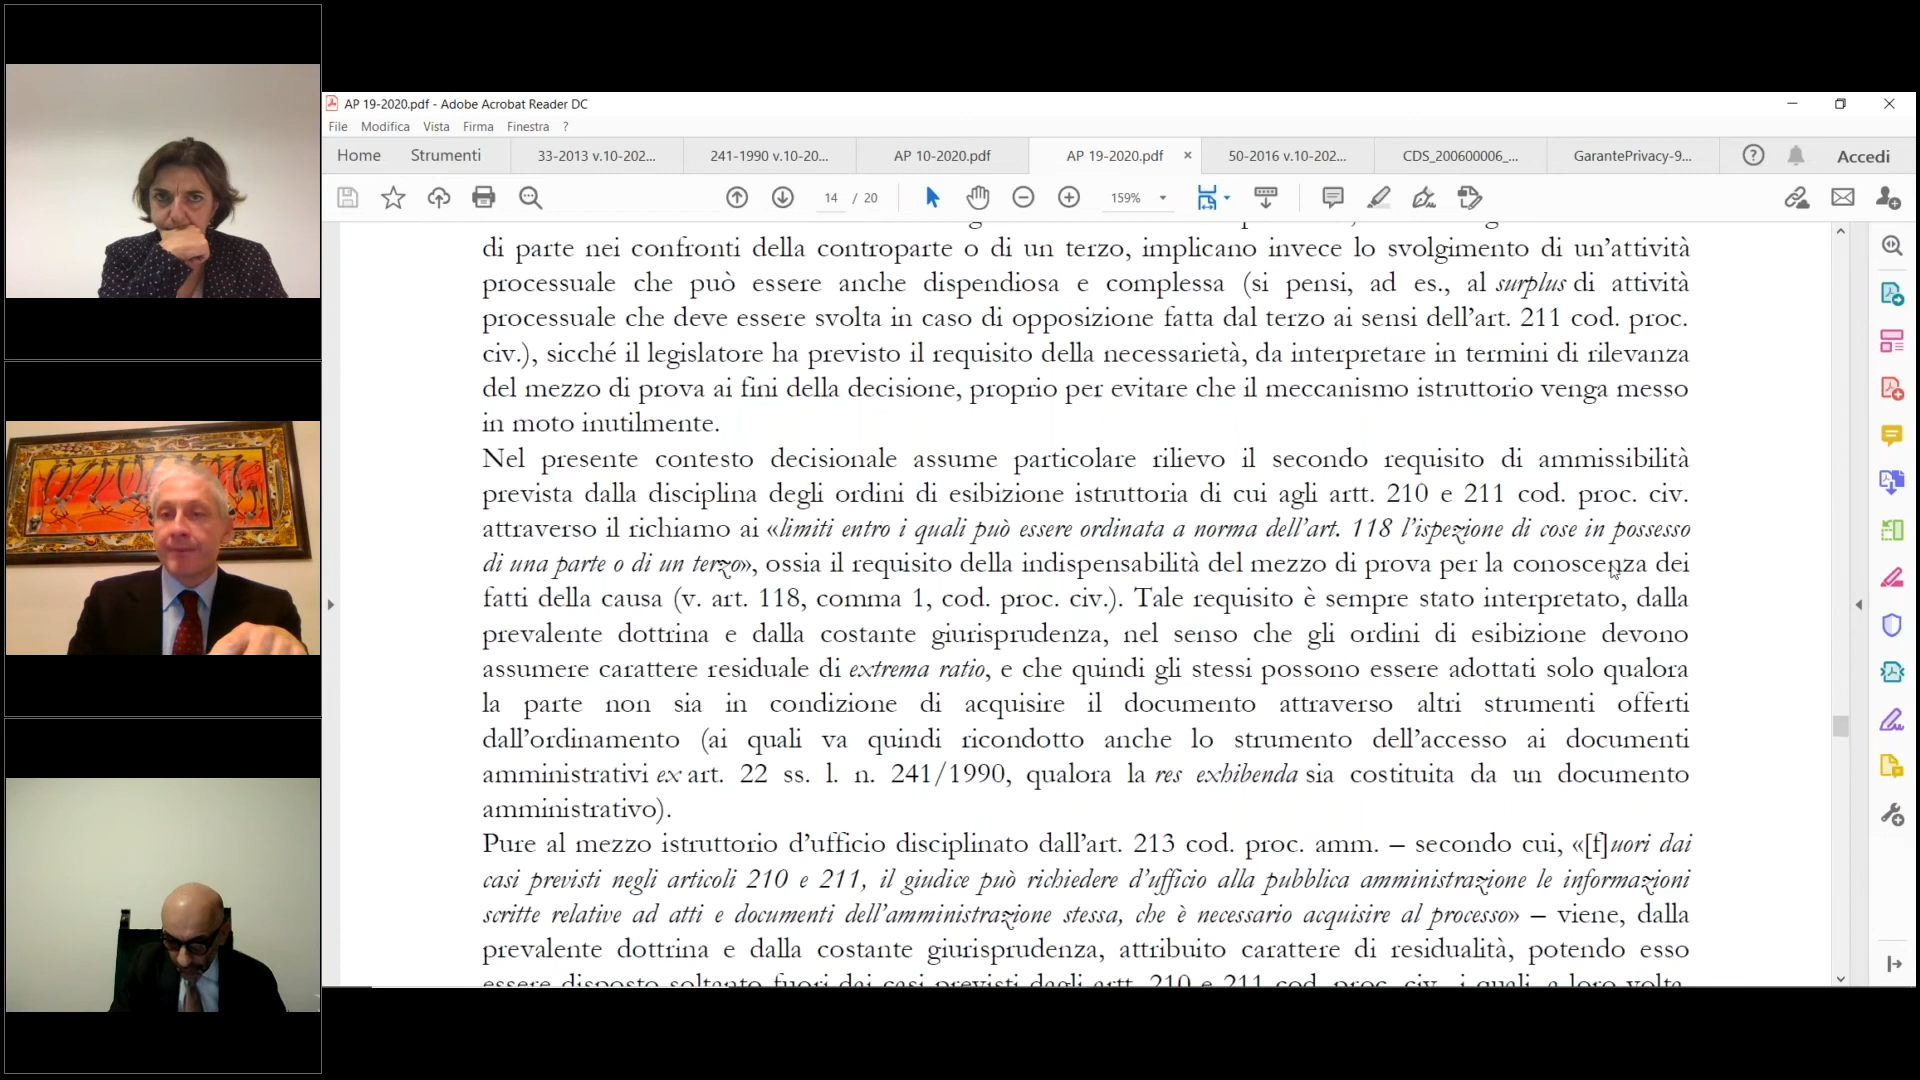 AP 19-2020.pdf - Adobe Acrobat Reader DC
File Modifica Vista Firma Finestra ?
Home Strumenti 33-2013 v.10-202... 241-1990 v.10-20... AP 10-2020.pdf AP 19-2020.pdf × 50-2016 v.10-202... CDS_200600006_... GarantePrivacy-9... Accedi
14 / 20 159%
di parte nei confronti della controparte o di un terzo, implicano invece lo svolgimento di un'attività
processuale che può essere anche dispendiosa e complessa (si pensi, ad es., al surplus di attività
processuale che deve essere svolta in caso di opposizione fatta dal terzo ai sensi dell'art. 211 cod. proc.
civ.), sicché il legislatore ha previsto il requisito della necessarietà, da interpretare in termini di rilevanza
del mezzo di prova ai fini della decisione, proprio per evitare che il meccanismo istruttorio venga messo
in moto inutilmente.
Nel presente contesto decisionale assume particolare rilievo il secondo requisito di ammissibilità
prevista dalla disciplina degli ordini di esibizione istruttoria di cui agli artt. 210 e 211 cod. proc. civ.
attraverso il richiamo ai «limiti entro i quali può essere ordinata a norma dell'art. 118 l'ispezione di cose in possesso
di una parte o di un terzo», ossia il requisito della indispensabilità del mezzo di prova per la conoscenza dei
fatti della causa (v. art. 118, comma 1, cod. proc. civ.). Tale requisito è sempre stato interpretato, dalla
prevalente dottrina e dalla costante giurisprudenza, nel senso che gli ordini di esibizione devono
assumere carattere residuale di extrema ratio, e che quindi gli stessi possono essere adottati solo qualora
la parte non sia in condizione di acquisire il documento attraverso altri strumenti offerti
dall'ordinamento (ai quali va quindi ricondotto anche lo strumento dell'accesso ai documenti
amministrativi ex art. 22 ss. l. n. 241/1990, qualora la res exhibenda sia costituita da un documento
amministrativo).
Pure al mezzo istruttorio d'ufficio disciplinato dall'art. 213 cod. proc. amm. – secondo cui, «[f]uori dai
casi previsti negli articoli 210 e 211, il giudice può richiedere d'ufficio alla pubblica amministrazione le informazioni
scritte relative ad atti e documenti dell'amministrazione stessa, che è necessario acquisire al processo» – viene, dalla
prevalente dottrina e dalla costante giurisprudenza, attribuito carattere di residualità, potendo esso
essere disposto soltanto fuori dai casi previsti dagli artt. 210 e 211 cod. proc. civ., i quali, a loro volta,